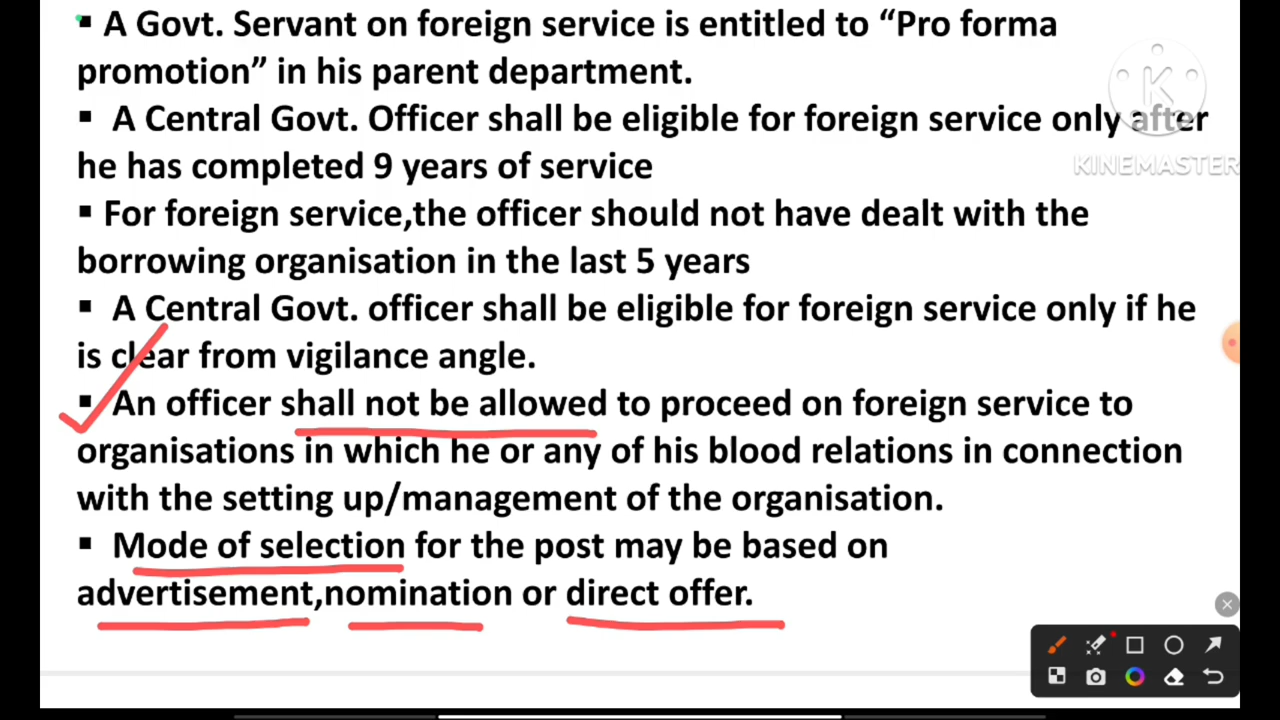 ▪ A Govt. Servant on foreign service is entitled to “Pro forma
promotion” in his parent department.
▪ A Central Govt. Officer shall be eligible for foreign service only after
he has completed 9 years of service
▪ For foreign service,the officer should not have dealt with the
borrowing organisation in the last 5 years
▪ A Central Govt. officer shall be eligible for foreign service only if he
is clear from vigilance angle.
▪ An officer shall not be allowed to proceed on foreign service to
organisations in which he or any of his blood relations in connection
with the setting up/management of the organisation.
▪ Mode of selection for the post may be based on
advertisement,nomination or direct offer.
K
KINEMASTER